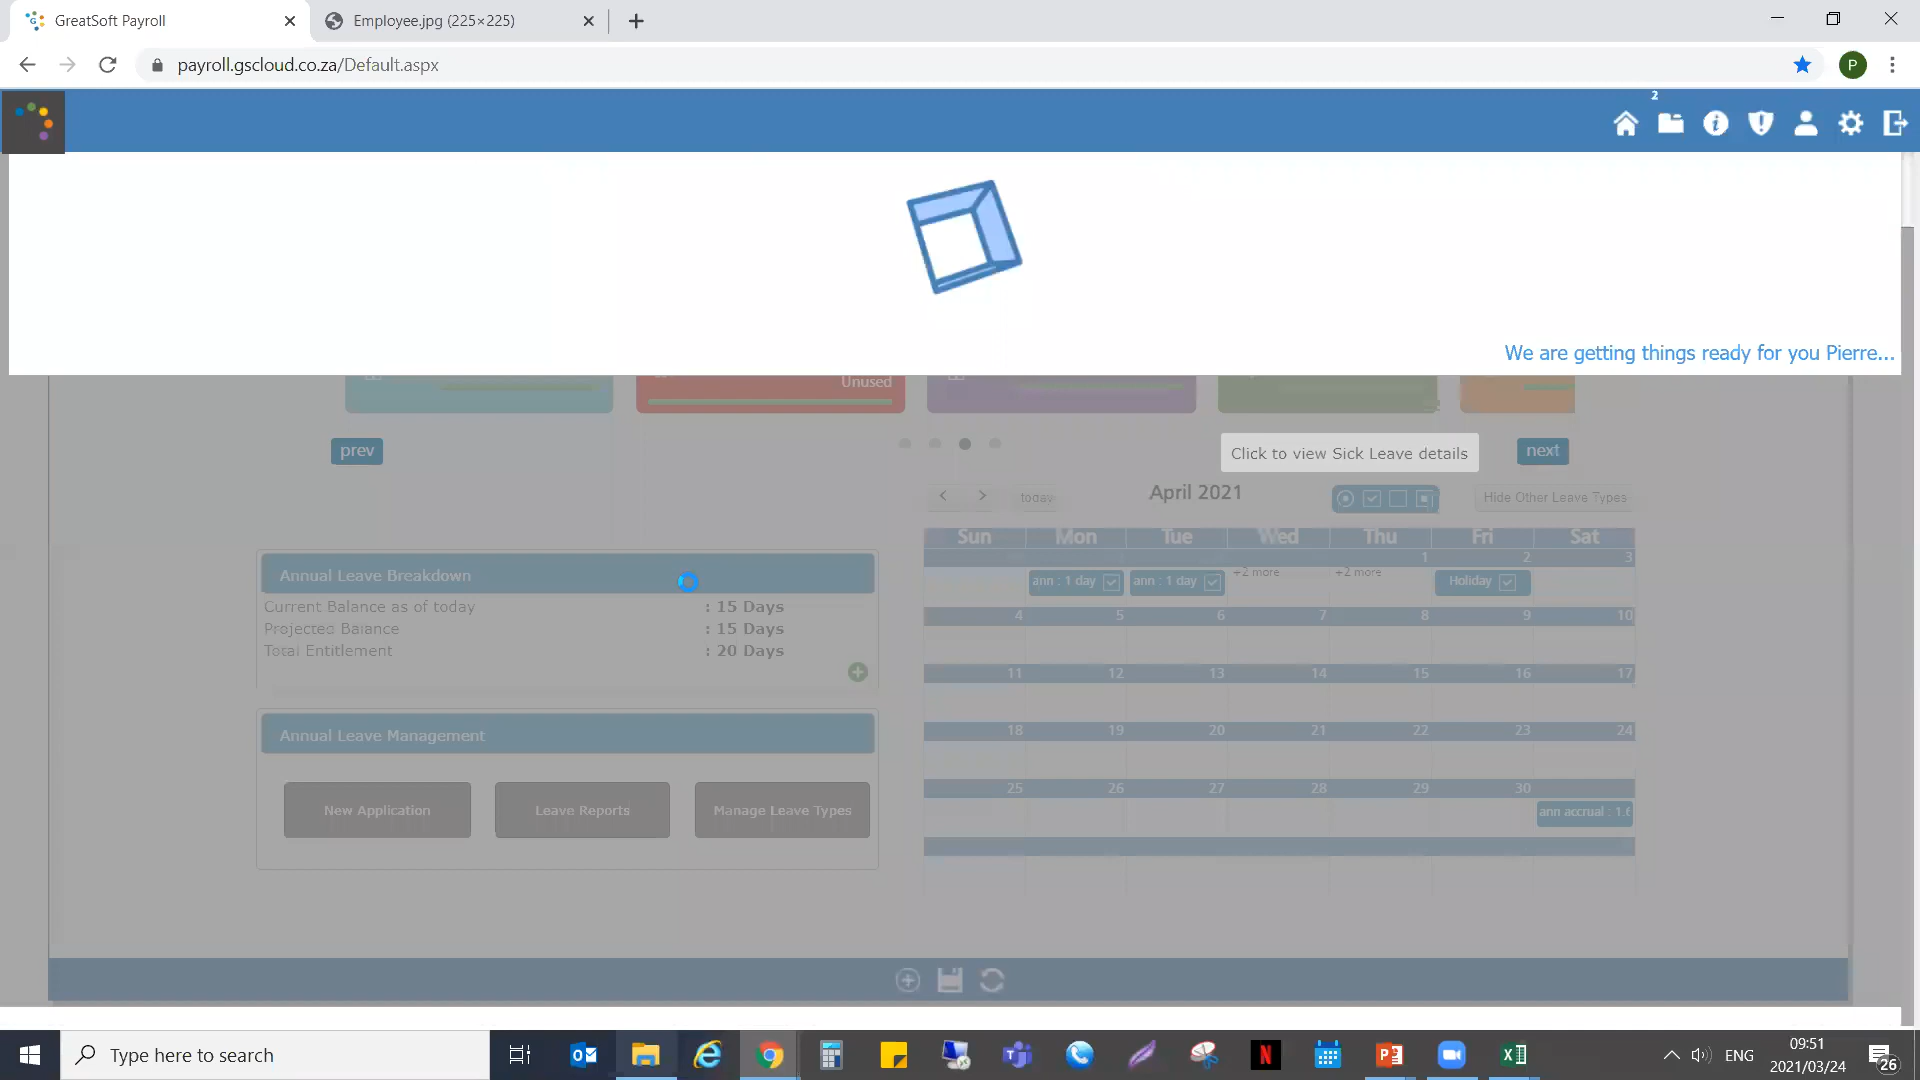 GreatSoft Payroll
Employee.jpg (225×225)
payroll.gscloud.co.za/Default.aspx
P
2
We are getting things ready for you Pierre...
Unused
prev
Click to view Sick Leave details
next
today
April 2021
Hide Other Leave Types
Sun Mon Tue Wed Thu Fri Sat
1 2 3
ann : 1 day ann : 1 day +2 more +2 more Holiday
4 5 6 7 8 9 10
11 12 13 14 15 16 17
18 19 20 21 22 23 24
25 26 27 28 29 30
ann accrual : 1.6
Annual Leave Breakdown
Current Balance as of today : 15 Days
Projected Balance : 15 Days
Total Entitlement : 20 Days
Annual Leave Management
New Application Leave Reports Manage Leave Types
Type here to search
ENG
09:51
2021/03/24
26